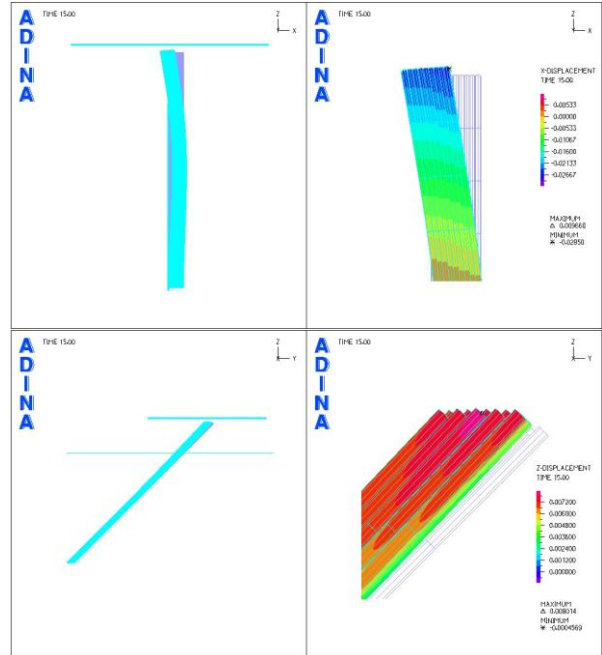 ADINA
TIME 15.00
Z
X
ADINA
TIME 15.00
Z
X
X-DISPLACEMENT
TIME 15.00
0.00533
0.00000
-0.00533
-0.01067
-0.01600
-0.02133
-0.02667
MAXIMUM
0.009668
MINIMUM
-0.02850
ADINA
TIME 15.00
Z
X
Y
ADINA
TIME 15.00
Z
X
Y
Z-DISPLACEMENT
TIME 15.00
0.007200
0.006000
0.004800
0.003600
0.002400
0.001200
0.000000
MAXIMUM
0.008014
MINIMUM
-0.0004569